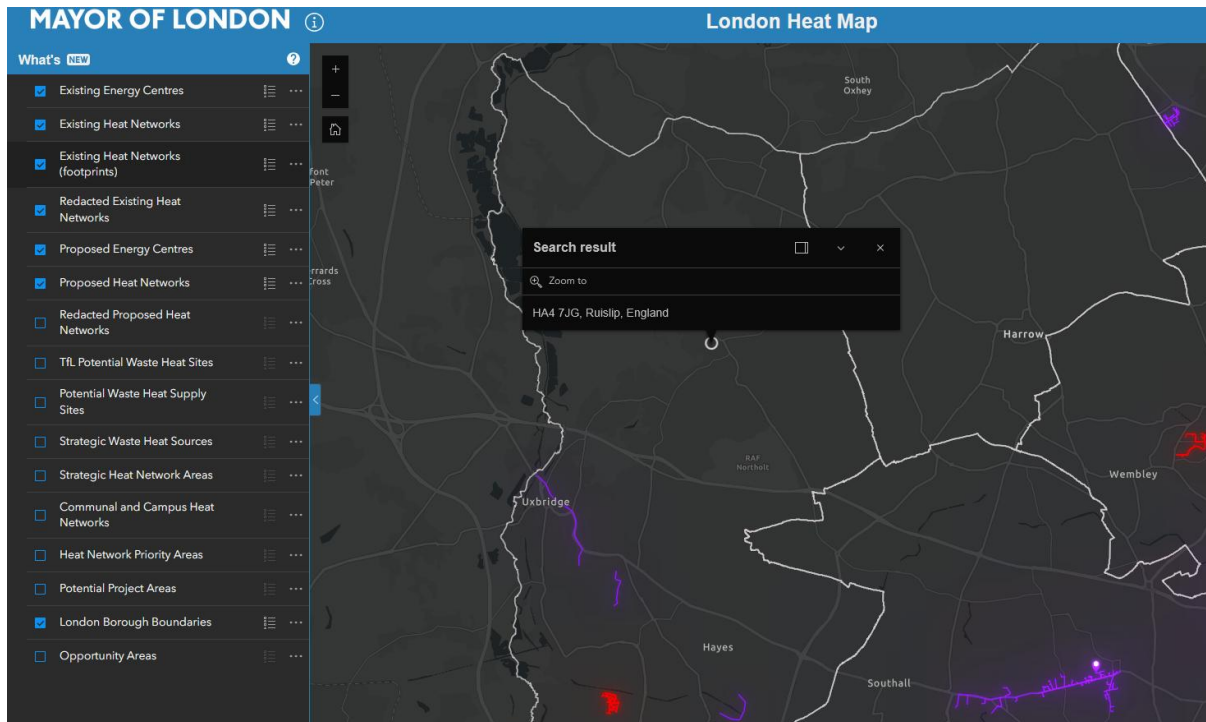 MAYOR OF LONDON
London Heat Map
What's NEW
Existing Energy Centres
Existing Heat Networks
Existing Heat Networks
(footprints)
Redacted Existing Heat
Networks
Proposed Energy Centres
Proposed Heat Networks
Redacted Proposed Heat
Networks
TfL Potential Waste Heat Sites
Potential Waste Heat Supply
Sites
Strategic Waste Heat Sources
Strategic Heat Network Areas
Communal and Campus Heat
Networks
Heat Network Priority Areas
Potential Project Areas
London Borough Boundaries
Opportunity Areas
South
Oxhey
font
Peter
rrards
Cross
Search result
Zoom to
HA4 7JG, Ruislip, England
Harrow
RAF
Northolt
Wembley
Uxbridge
Hayes
Southall